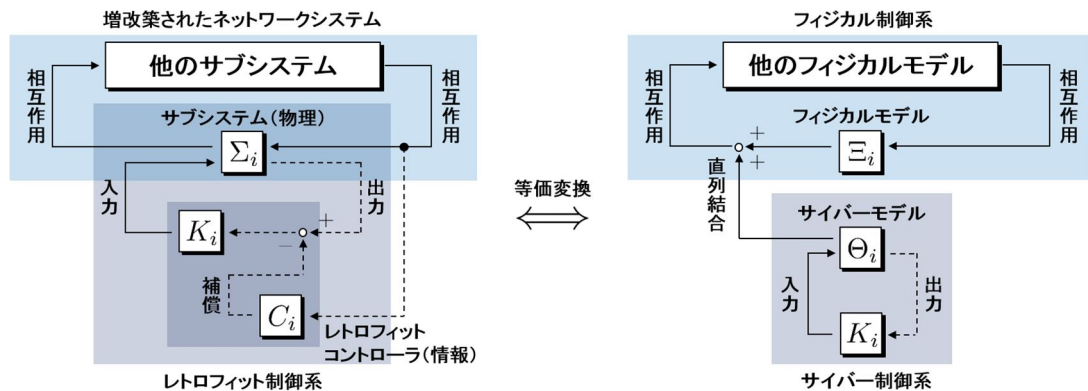 増改築されたネットワークシステム
他のサブシステム
相互作用
相互作用
サブシステム（物理）
Σi
入力
出力
Ki
+
−
補償
Ci
レトロフィット
コントローラ（情報）
レトロフィット制御系
等価変換
フィジカル制御系
他のフィジカルモデル
相互作用
相互作用
フィジカルモデル
+
+
Ξi
直列結合
サイバーモデル
Θi
入力
出力
Ki
サイバー制御系